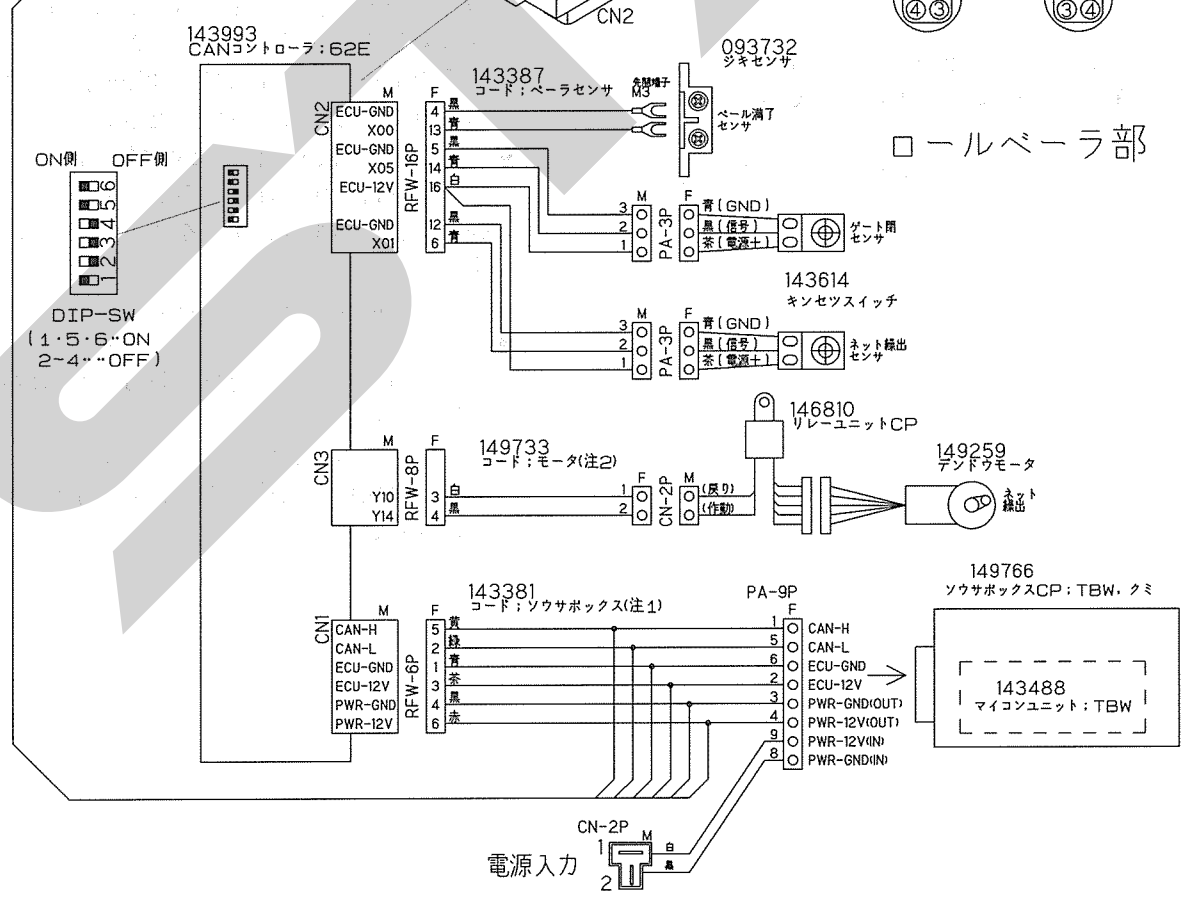 CN2
④③
③④
143993
CANコントローラ:62E
143387
コード;ベーラセンサ
先開端子
M3
093732
ジキセンサ
ベール満了
センサ
ロールベーラ部
ON側 OFF側
6
5
4
3
2
1
DIP-SW
(1・5・6‥ON
2~4‥‥OFF)
CN2
M
ECU-GND
X00
ECU-GND
X05
ECU-12V
ECU-GND
X01
RFW-16P
F
4 黒
13 青
5 黒
14 青
16 白
12 黒
6 青
M
3
2
1
PA-3P
F
青(GND)
黒(信号)
茶(電源+)
ゲート閉
センサ
143614
キンセツスイッチ
M
3
2
1
PA-3P
F
青(GND)
黒(信号)
茶(電源+)
ネット繰出
センサ
CN3
M
Y10
Y14
RFW-8P
F
3 白
4 黒
149733
コード;モータ(注2)
F
1
2
CN-2P
M
(戻り)
(作動)
146810
リレーユニットCP
149259
デンドウモータ
ネット
繰出
CN1
M
CAN-H
CAN-L
ECU-GND
ECU-12V
PWR-GND
PWR-12V
RFW-6P
F
5 黄
2 緑
1 青
3 茶
4 黒
6 赤
143381
コード;ソウサボックス(注1)
PA-9P
F
1 CAN-H
5 CAN-L
6 ECU-GND
2 ECU-12V
3 PWR-GND(OUT)
4 PWR-12V(OUT)
9 PWR-12V(IN)
8 PWR-GND(IN)
149766
ソウサボックスCP;TBW,クミ
143488
マイコンユニット;TBW
CN-2P
M
1 白
2 黒
電源入力